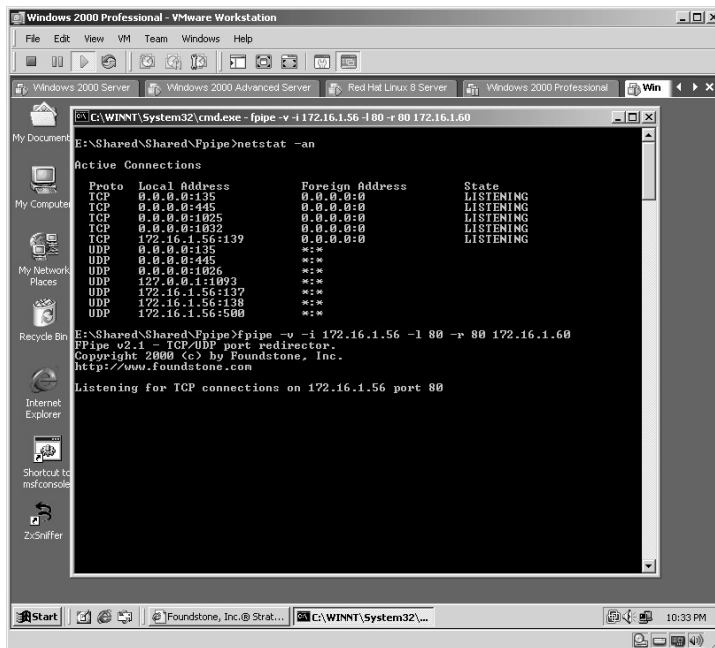 Windows 2000 Professional - VMware Workstation
File Edit View VM Team Windows Help
Windows 2000 Server Windows 2000 Advanced Server Red Hat Linux 8 Server Windows 2000 Professional Win
My Document
My Computer
My Network
Places
Recycle Bin
Internet
Explorer
Shortcut to
msfconsole
ZxSniffer
C:\WINNT\System32\cmd.exe - fpipe -v -i 172.16.1.56 -l 80 -r 80 172.16.1.60
E:\Shared\Shared\Fpipe>netstat -an
Active Connections
Proto Local Address Foreign Address State
TCP 0.0.0.0:135 0.0.0.0:0 LISTENING
TCP 0.0.0.0:445 0.0.0.0:0 LISTENING
TCP 0.0.0.0:1025 0.0.0.0:0 LISTENING
TCP 0.0.0.0:1032 0.0.0.0:0 LISTENING
TCP 172.16.1.56:139 0.0.0.0:0 LISTENING
UDP 0.0.0.0:135 *:*
UDP 0.0.0.0:445 *:*
UDP 0.0.0.0:1026 *:*
UDP 127.0.0.1:1093 *:*
UDP 172.16.1.56:137 *:*
UDP 172.16.1.56:138 *:*
UDP 172.16.1.56:500 *:*
E:\Shared\Shared\Fpipe>fpipe -v -i 172.16.1.56 -l 80 -r 80 172.16.1.60
FPipe v2.1 - TCP/UDP port redirector.
Copyright 2000 (c) by Foundstone, Inc.
http://www.foundstone.com
Listening for TCP connections on 172.16.1.56 port 80
Start Foundstone, Inc.® Strat... C:\WINNT\System32\... 10:33 PM